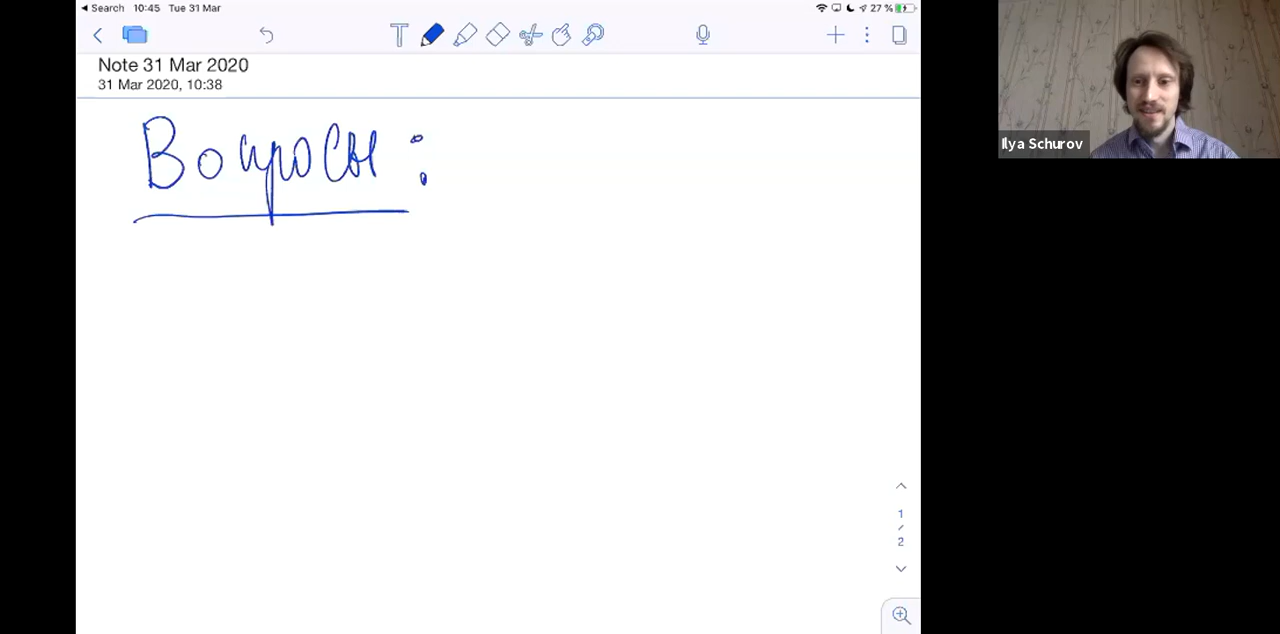 Search 10:45 Tue 31 Mar 27 %
Note 31 Mar 2020
31 Mar 2020, 10:38
Вопросы:
1
2
Ilya Schurov